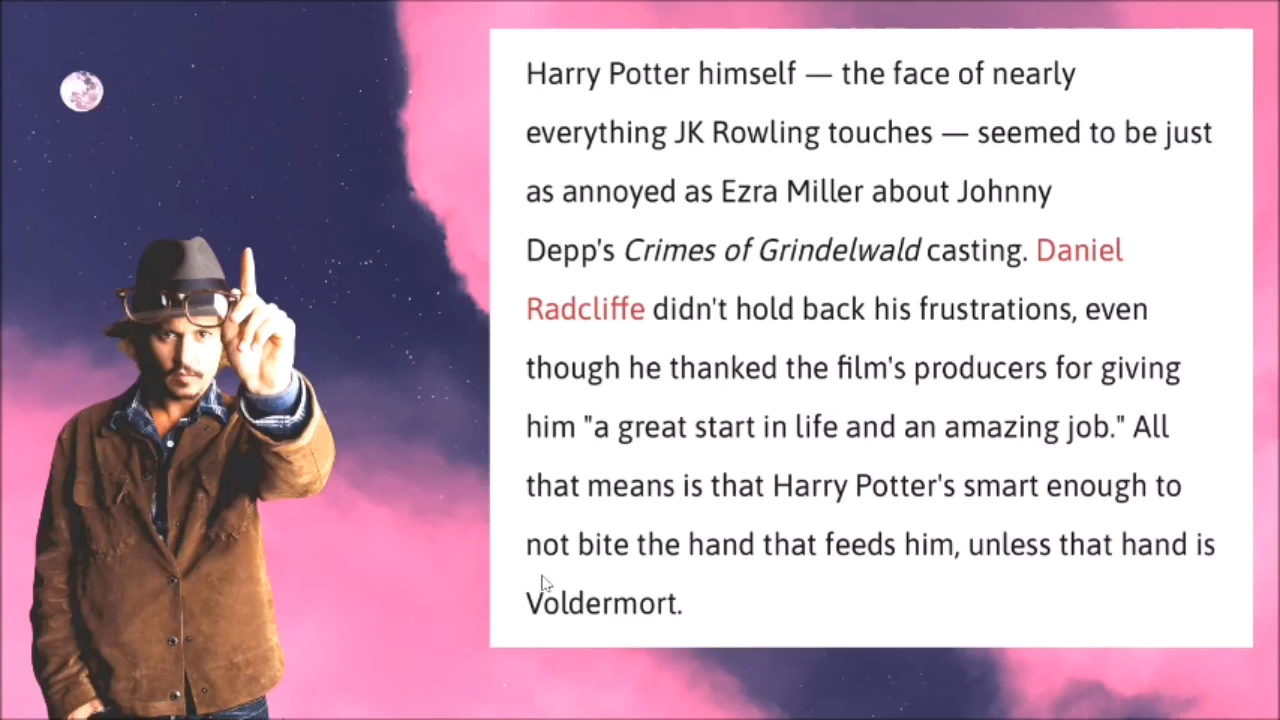 Harry Potter himself — the face of nearly
everything JK Rowling touches — seemed to be just
as annoyed as Ezra Miller about Johnny
Depp's Crimes of Grindelwald casting. Daniel
Radcliffe didn't hold back his frustrations, even
though he thanked the film's producers for giving
him "a great start in life and an amazing job." All
that means is that Harry Potter's smart enough to
not bite the hand that feeds him, unless that hand is
Voldermort.